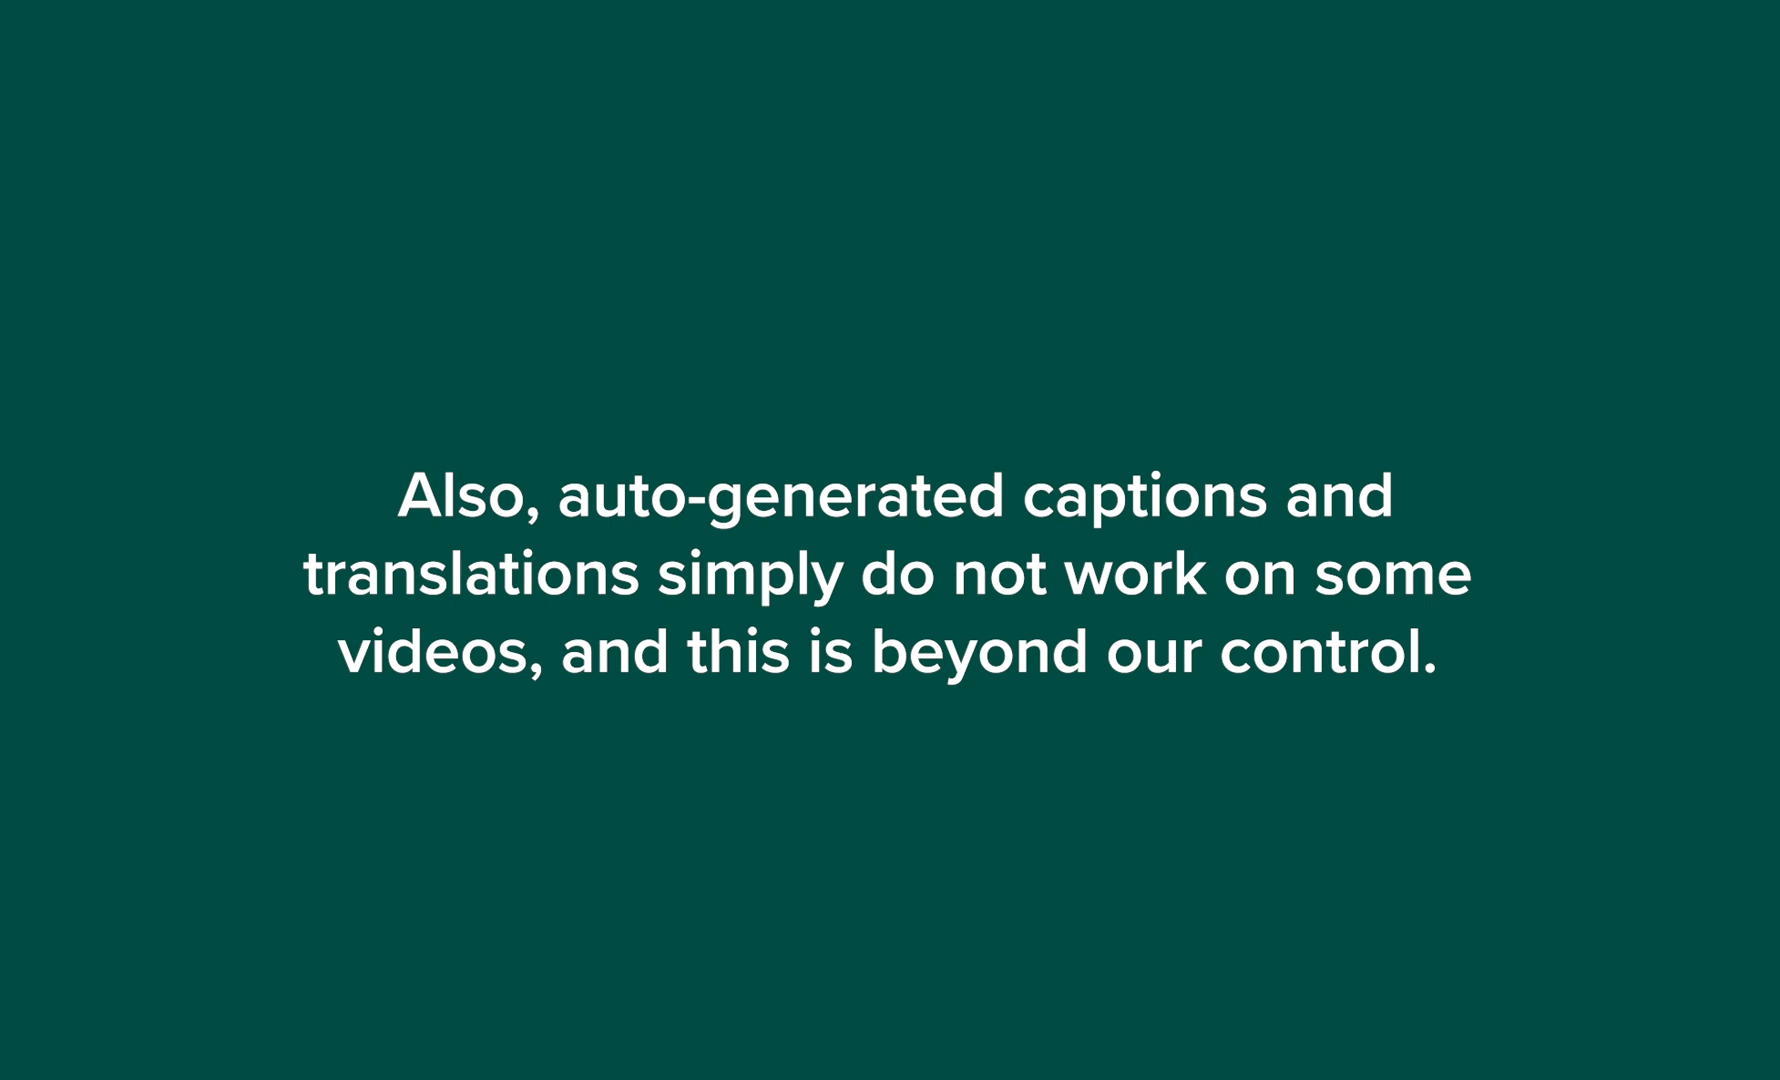 Also, auto-generated captions and
translations simply do not work on some
videos, and this is beyond our control.